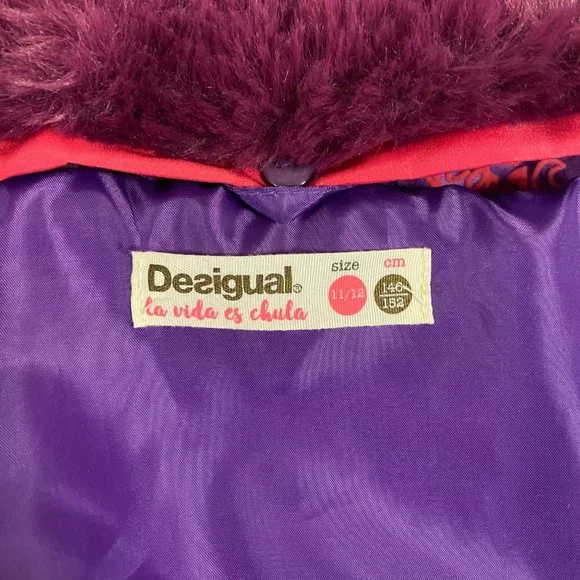 Desigual®
la vida es chula
size
11/12
cm
146
152